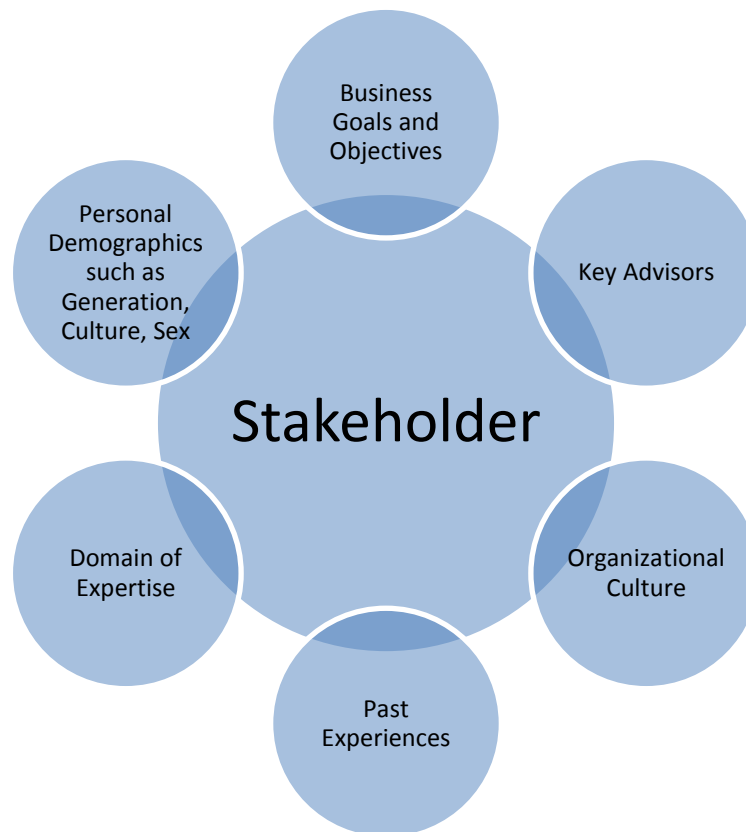 Business
Goals and
Objectives
Personal
Demographics
such as
Generation,
Culture, Sex
Key Advisors
Stakeholder
Domain of
Expertise
Organizational
Culture
Past
Experiences